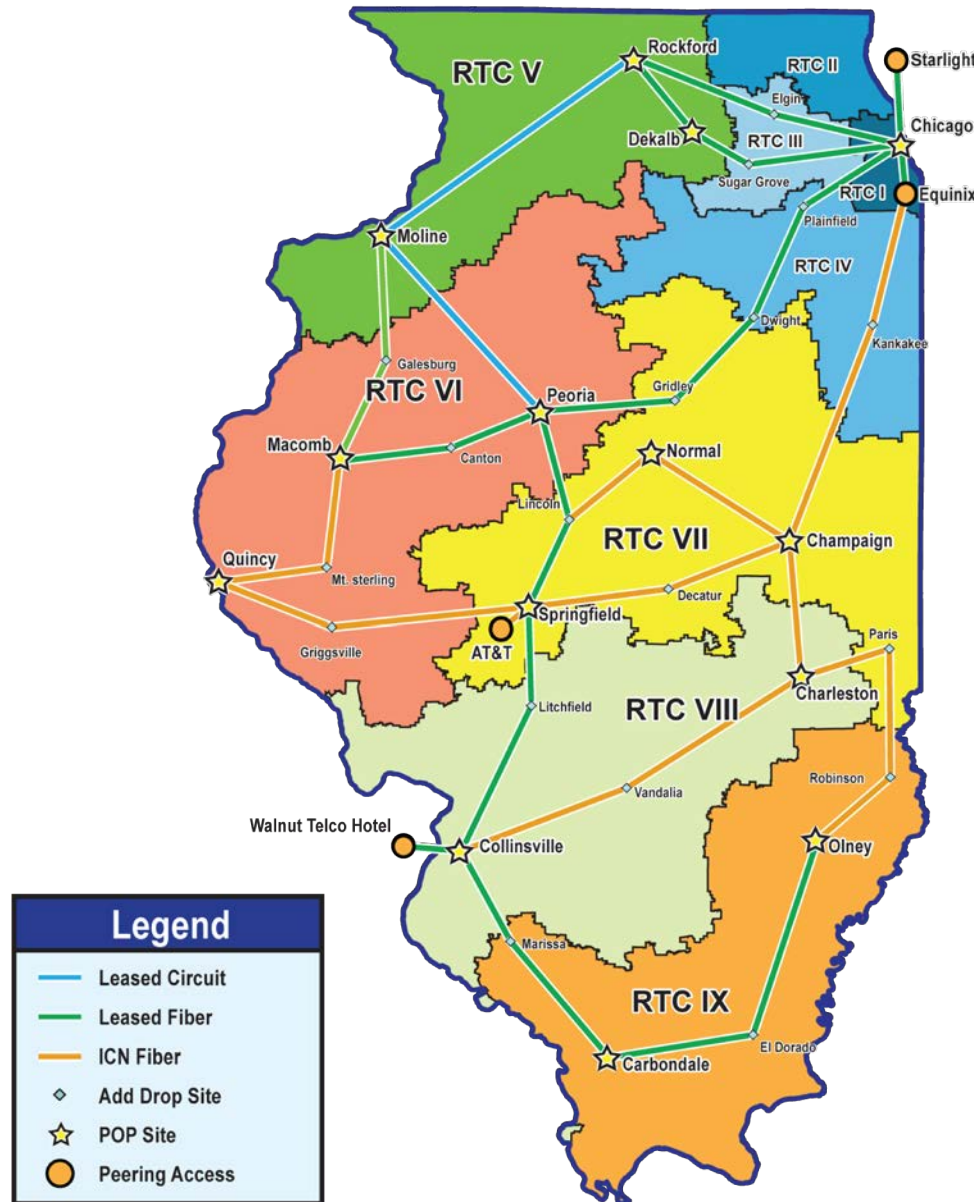 Rockford
RTC V
RTC II
Starlight
Elgin
Chicago
Dekalb
RTC III
Sugar Grove
RTC I
Equinix
Plainfield
Moline
RTC IV
Dwight
Kankakee
Galesburg
RTC VI
Gridley
Peoria
Macomb
Canton
Normal
Lincoln
RTC VII
Champaign
Quincy
Mt. sterling
Decatur
Springfield
Griggsville
AT&T
Paris
Charleston
Litchfield
RTC VIII
Robinson
Vandalia
Walnut Telco Hotel
Collinsville
Olney
Marissa
RTC IX
El Dorado
Carbondale
Legend
Leased Circuit
Leased Fiber
ICN Fiber
Add Drop Site
POP Site
Peering Access